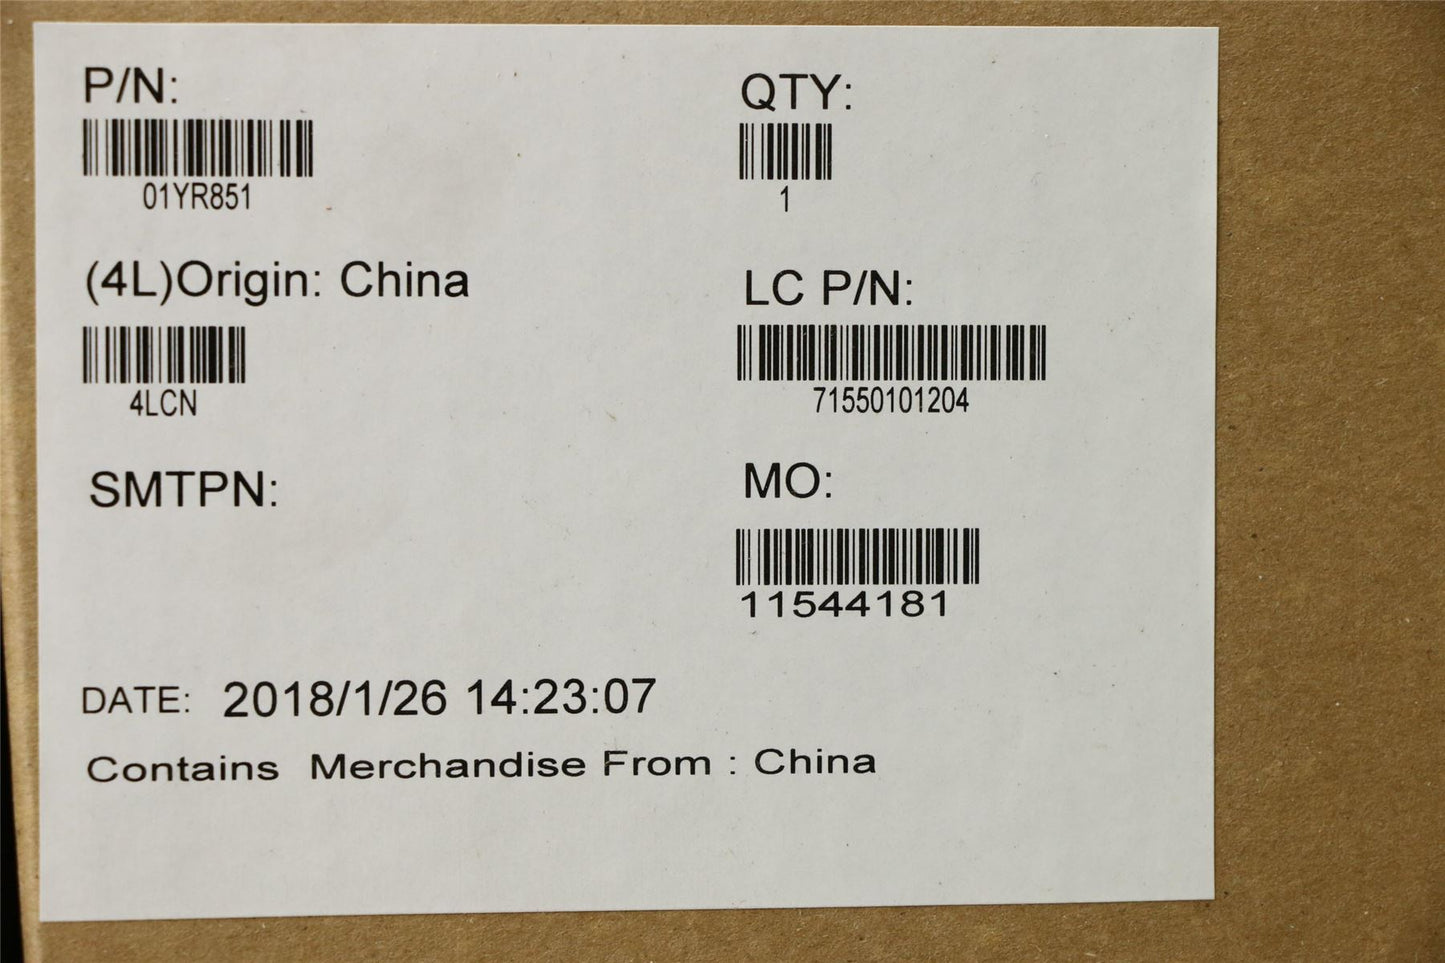 P/N:
01YR851
QTY:
1
(4L)Origin: China
4LCN
LC P/N:
71550101204
SMTPN:
MO:
11544181
DATE: 2018/1/26 14:23:07
Contains Merchandise From : China